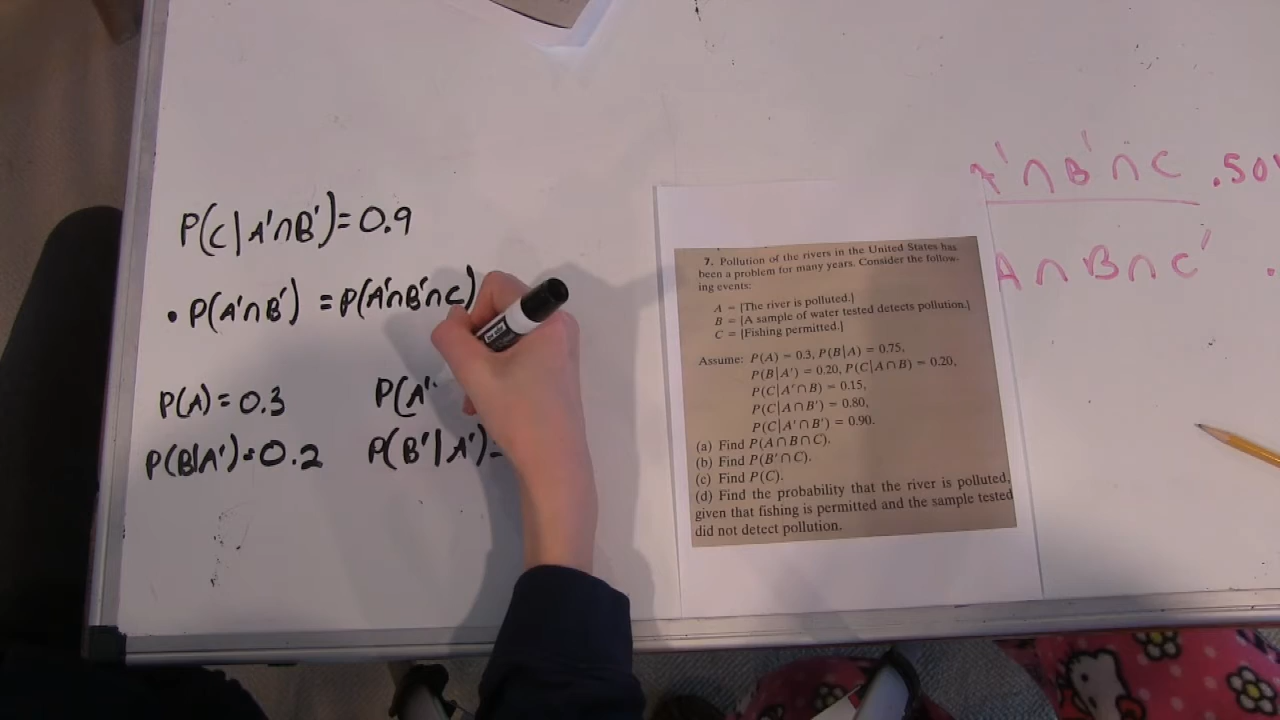 P(C|A'∩B')=0.9
• P(A'∩B') = P(A'∩B'∩C)
P(A)=0.3 P(A'
P(B|A')=0.2 P(B'|A')=
7. Pollution of the rivers in the United States has
been a problem for many years. Consider the follow-
ing events:
A = {The river is polluted.}
B = {A sample of water tested detects pollution.}
C = {Fishing permitted.}
Assume: P(A) = 0.3, P(B|A) = 0.75,
P(B|A') = 0.20, P(C|A∩B) = 0.20,
P(C|A'∩B) = 0.15,
P(C|A∩B') = 0.80,
P(C|A'∩B') = 0.90.
(a) Find P(A∩B∩C).
(b) Find P(B'∩C).
(c) Find P(C).
(d) Find the probability that the river is polluted,
given that fishing is permitted and the sample tested
did not detect pollution.
A'∩B'∩C .504
A∩B∩C' .